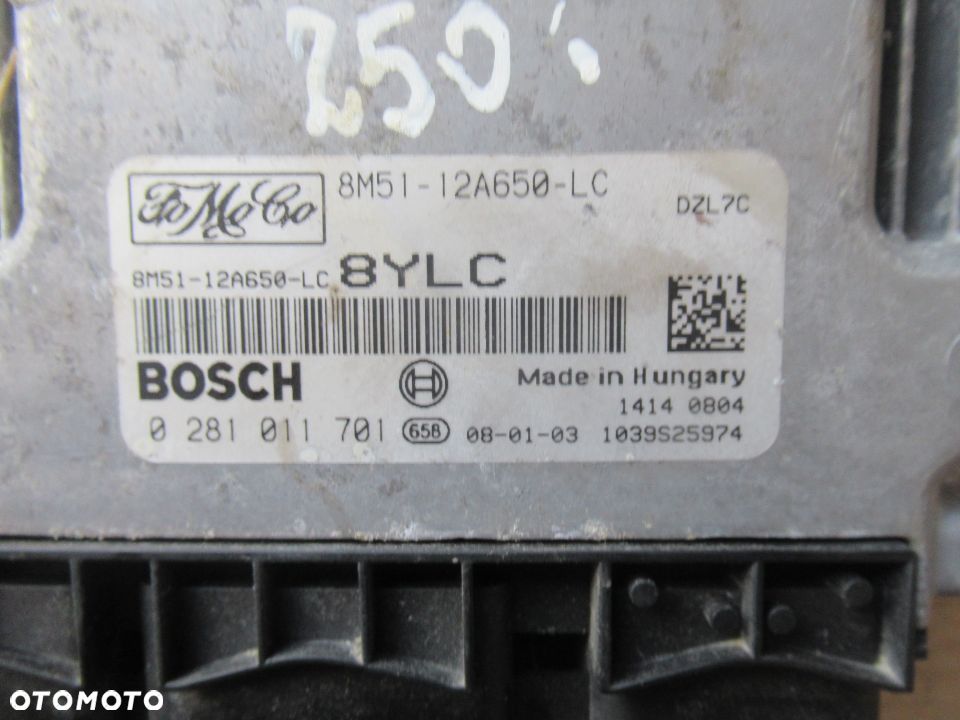 250
FoMoCo
8M51-12A650-LC
DZL7C
8M51-12A650-LC 8YLC
BOSCH
Made in Hungary
1414 0804
0 281 011 701 658 08-01-03 1039S25974
OTOMOTO